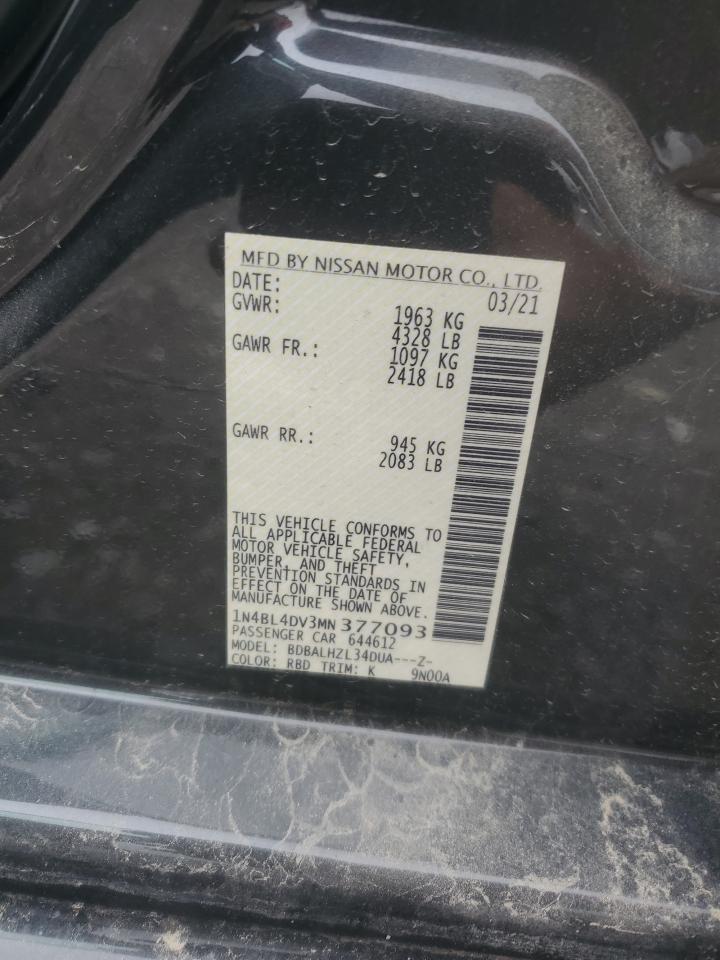 MFD BY NISSAN MOTOR CO., LTD.
DATE: 03/21
GVWR: 1963 KG
4328 LB
GAWR FR.: 1097 KG
2418 LB
GAWR RR.: 945 KG
2083 LB
THIS VEHICLE CONFORMS TO
ALL APPLICABLE FEDERAL
MOTOR VEHICLE SAFETY,
BUMPER, AND THEFT
PREVENTION STANDARDS IN
EFFECT ON THE DATE OF
MANUFACTURE SHOWN ABOVE.
1N4BL4DV3MN377093
PASSENGER CAR 644612
MODEL: BDBALHZL34DUA---Z-
COLOR: RBD TRIM: K 9N00A